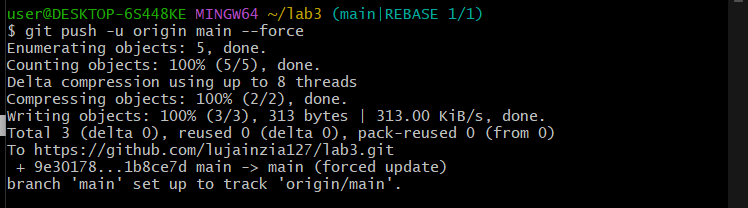 user@DESKTOP-6S448KE MINGW64 ~/lab3 (main|REBASE 1/1)
$ git push -u origin main --force
Enumerating objects: 5, done.
Counting objects: 100% (5/5), done.
Delta compression using up to 8 threads
Compressing objects: 100% (2/2), done.
Writing objects: 100% (3/3), 313 bytes | 313.00 KiB/s, done.
Total 3 (delta 0), reused 0 (delta 0), pack-reused 0 (from 0)
To https://github.com/lujainzia127/lab3.git
 + 9e30178...1b8ce7d main -> main (forced update)
branch 'main' set up to track 'origin/main'.